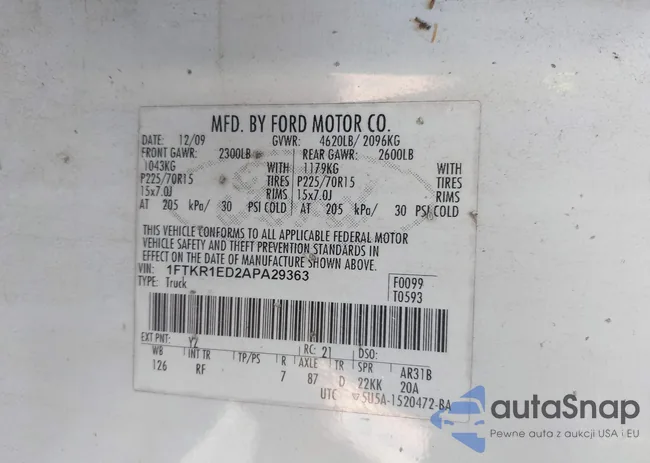 MFD. BY FORD MOTOR CO.
DATE: 12/09 GVWR: 4620LB/ 2096KG
FRONT GAWR: 2300LB REAR GAWR: 2600LB
1043KG WITH 1179KG WITH
P225/70R15 TIRES P225/70R15 TIRES
15x7.0J RIMS 15x7.0J RIMS
AT 205 kPa/ 30 PSI COLD AT 205 kPa/ 30 PSI COLD
THIS VEHICLE CONFORMS TO ALL APPLICABLE FEDERAL MOTOR
VEHICLE SAFETY AND THEFT PREVENTION STANDARDS IN
EFFECT ON THE DATE OF MANUFACTURE SHOWN ABOVE.
VIN: 1FTKR1ED2APA29363 F0099
TYPE: Truck T0593
EXT PNT: YZ RC: 21 DSO:
WB INT TR TP/PS R AXLE TR SPR AR31B
126 RF 7 87 D 22KK 20A
UTC 5U5A-1520472-BA
autoSnap
Pewne auta z aukcji USA i EU